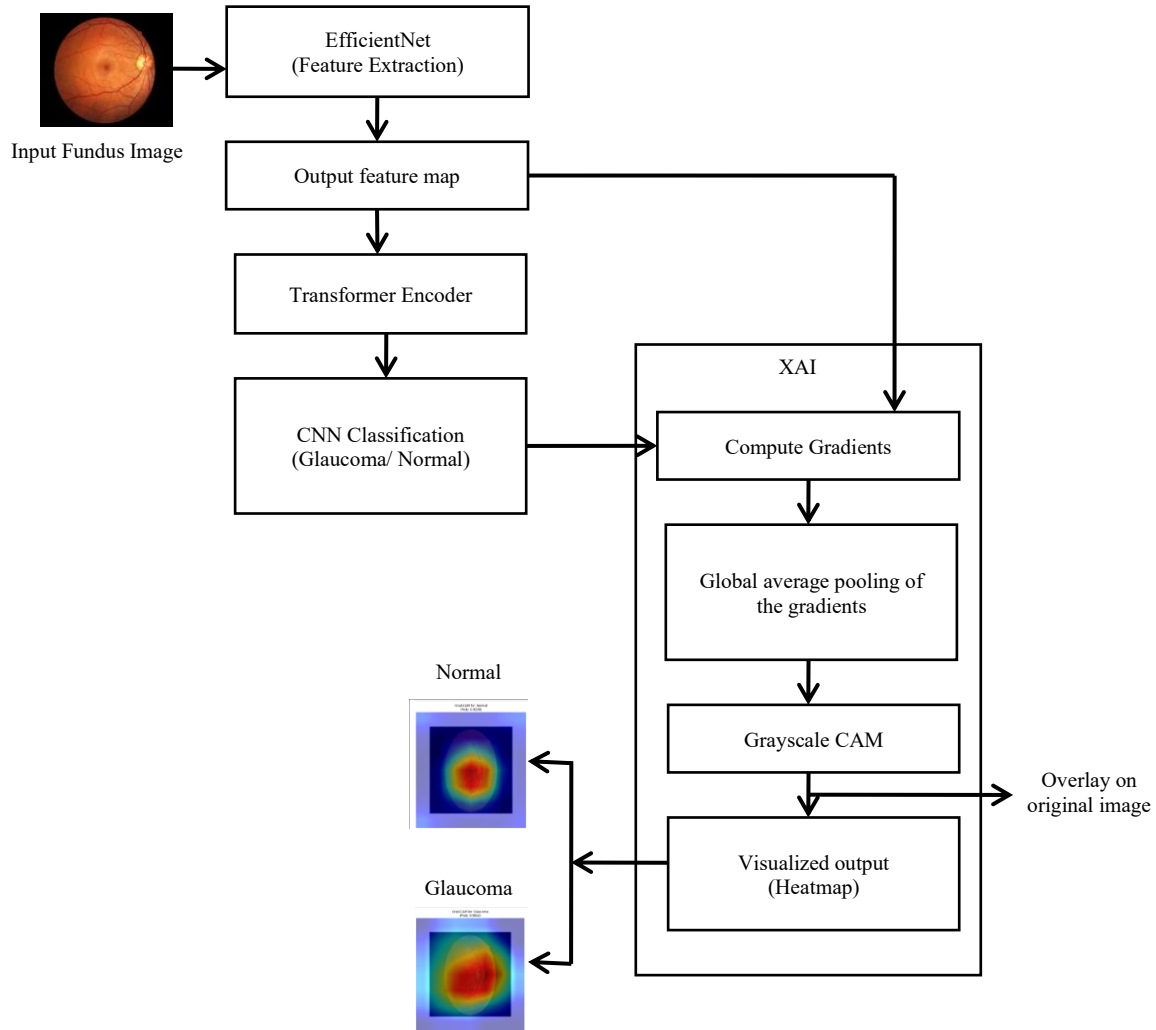 EfficientNet
(Feature Extraction)
Input Fundus Image
Output feature map
Transformer Encoder
CNN Classification
(Glaucoma/ Normal)
XAI
Compute Gradients
Global average pooling of
the gradients
Grayscale CAM
Overlay on
original image
Visualized output
(Heatmap)
Normal
Glaucoma